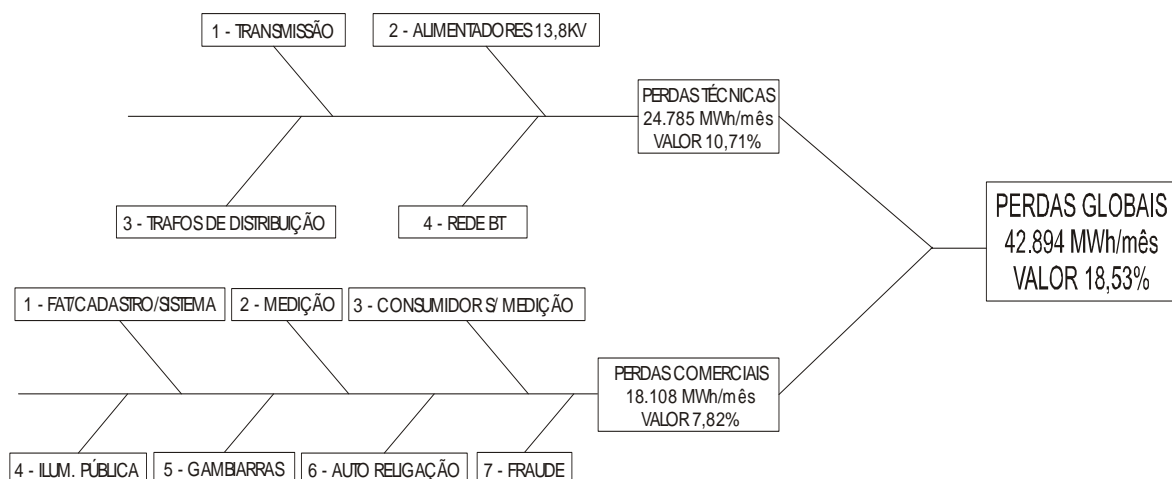 1 - TRANSMISSÃO
2 - ALIMENTADORES 13,8KV
PERDAS TÉCNICAS
24.785 MWh/mês
VALOR 10,71%
3 - TRAFOS DE DISTRIBUIÇÃO
4 - REDE BT
PERDAS GLOBAIS
42.894 MWh/mês
VALOR 18,53%
1 - FAT/CADASTRO/SISTEMA
2 - MEDIÇÃO
3 - CONSUMIDOR S/ MEDIÇÃO
PERDAS COMERCIAIS
18.108 MWh/mês
VALOR 7,82%
4 - ILUM. PÚBLICA
5 - GAMBIARRAS
6 - AUTO RELIGAÇÃO
7 - FRAUDE